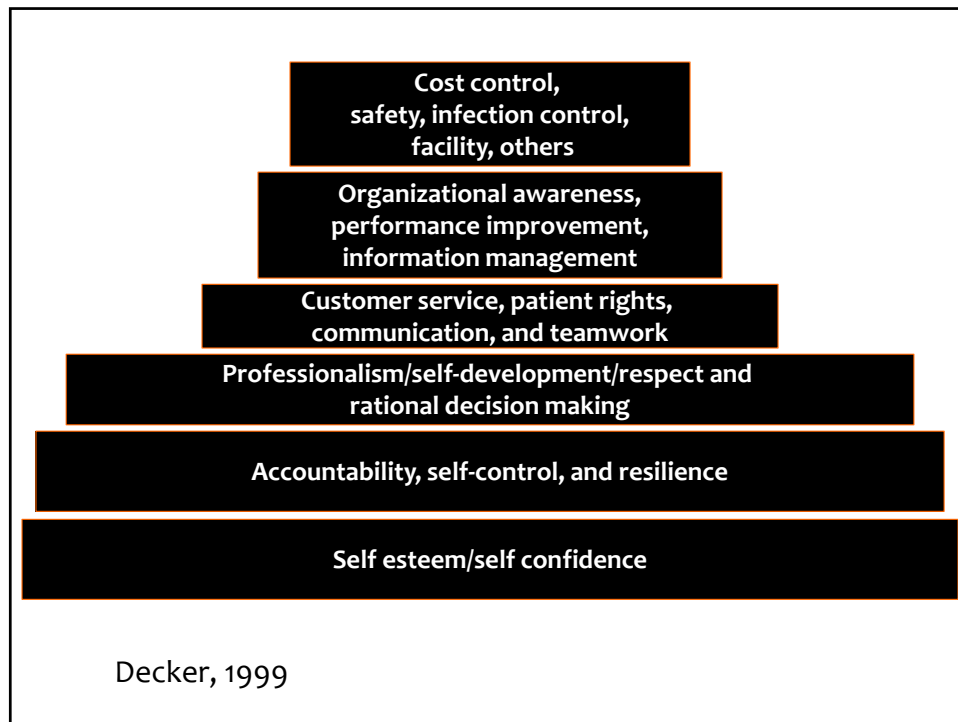 Cost control,
safety, infection control,
facility, others
Organizational awareness,
performance improvement,
information management
Customer service, patient rights,
communication, and teamwork
Professionalism/self-development/respect and
rational decision making
Accountability, self-control, and resilience
Self esteem/self confidence
Decker, 1999